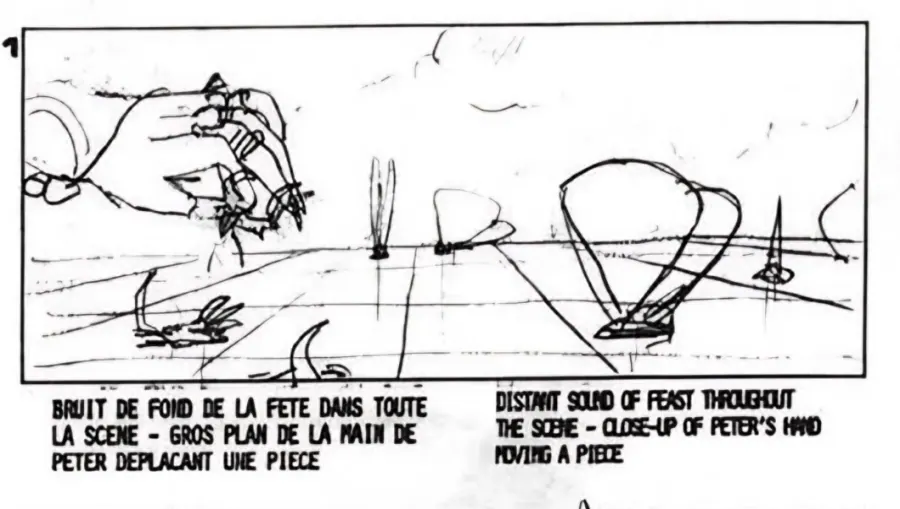 1
BRUIT DE FOND DE LA FETE DANS TOUTE
LA SCENE - GROS PLAN DE LA MAIN DE
PETER DEPLACANT UNE PIECE
DISTANT SOUND OF FEAST THROUGHOUT
THE SCENE - CLOSE-UP OF PETER'S HAND
MOVING A PIECE